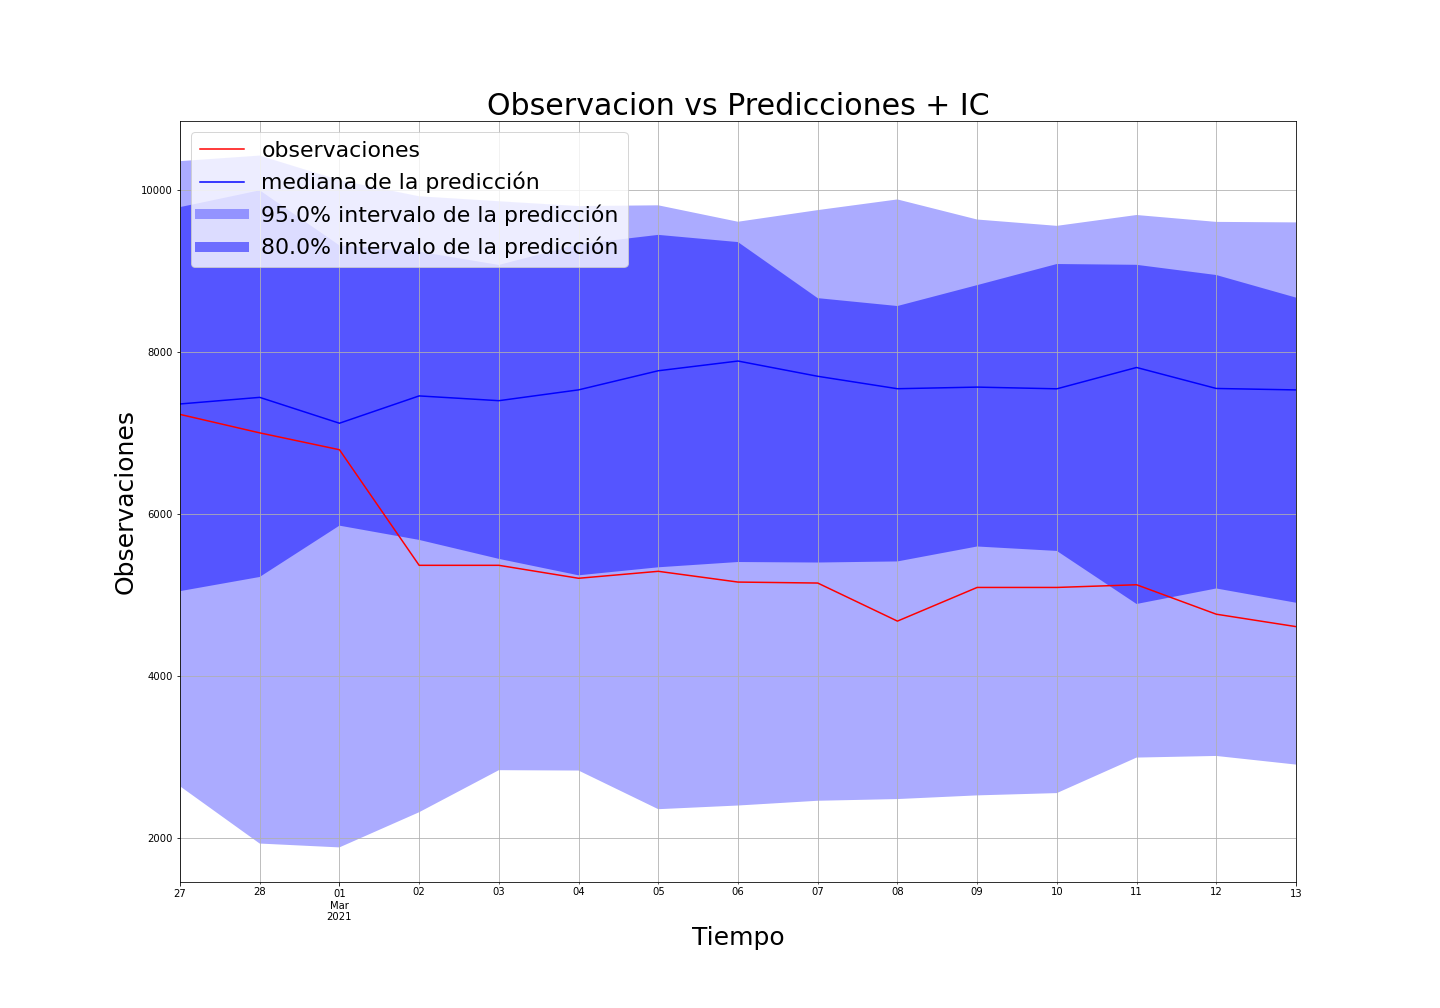 Observacion vs Predicciones + IC
observaciones
mediana de la predicción
95.0% intervalo de la predicción
80.0% intervalo de la predicción
Observaciones
10000
8000
6000
4000
2000
27 28 01 02 03 04 05 06 07 08 09 10 11 12 13
Mar
2021
Tiempo